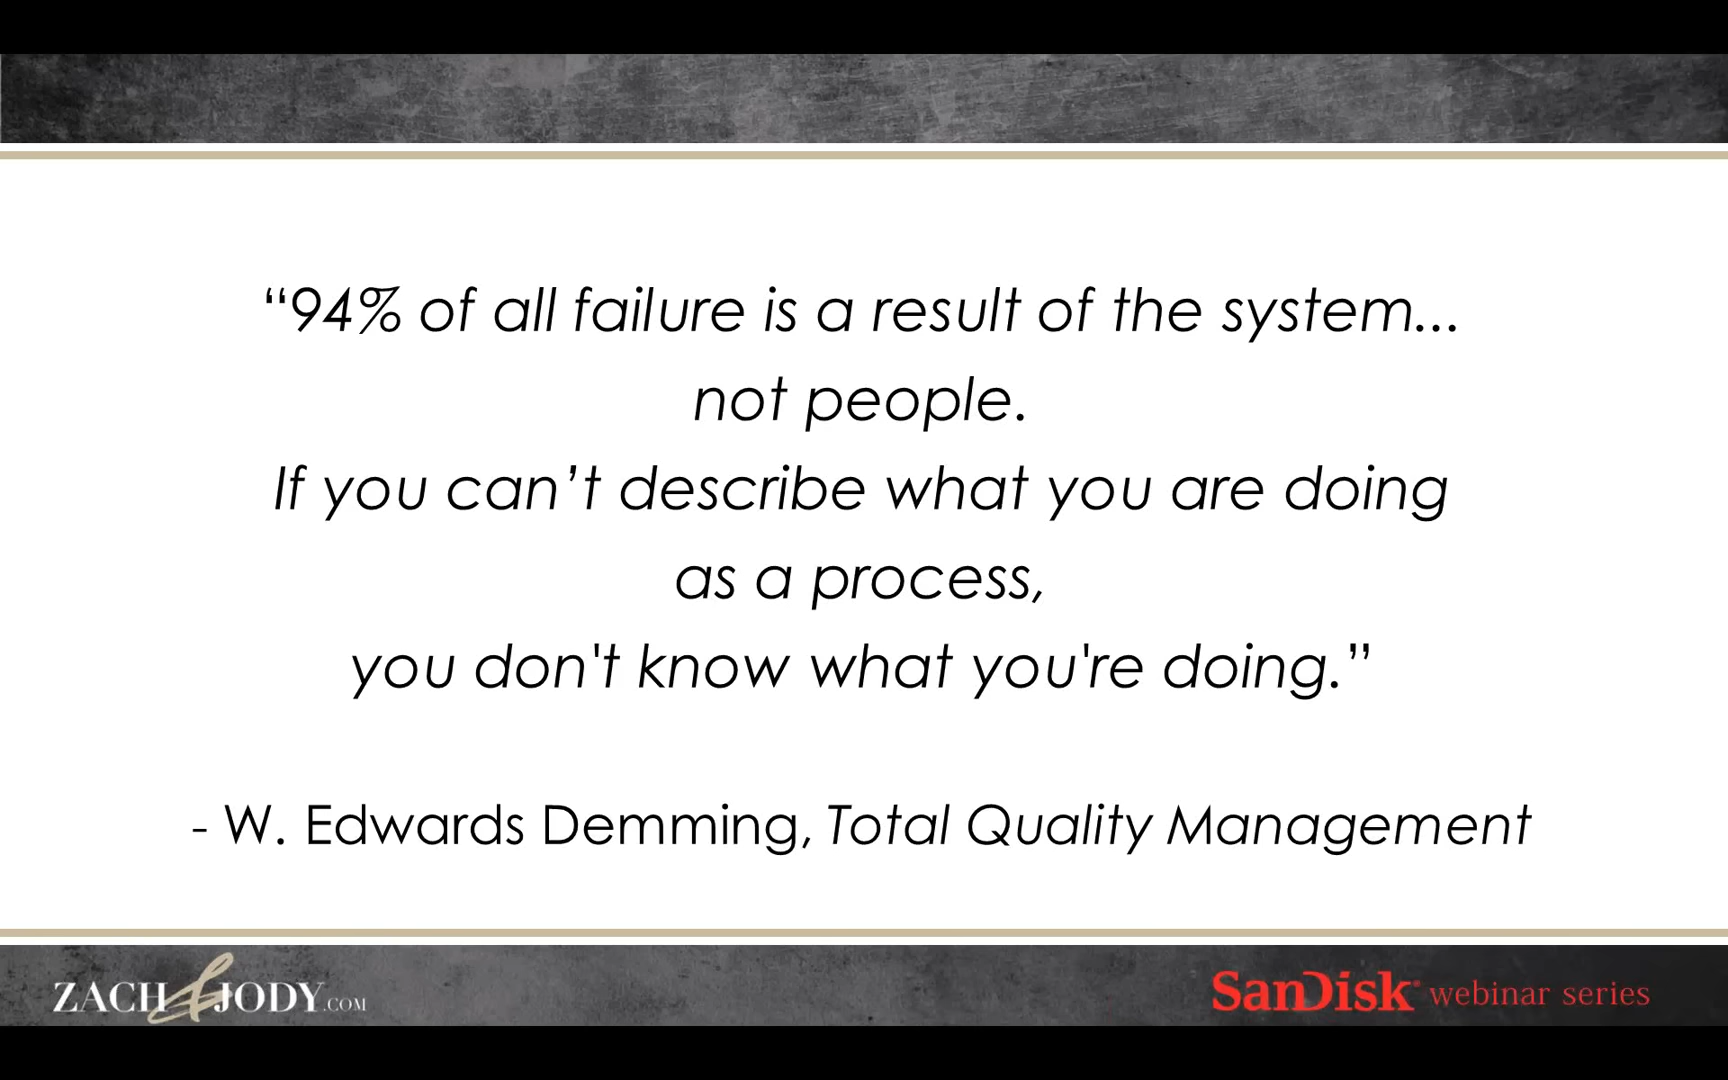 “94% of all failure is a result of the system...
not people.
If you can’t describe what you are doing
as a process,
you don't know what you're doing.”
- W. Edwards Demming, Total Quality Management
ZACH & JODY.COM
SanDisk® webinar series